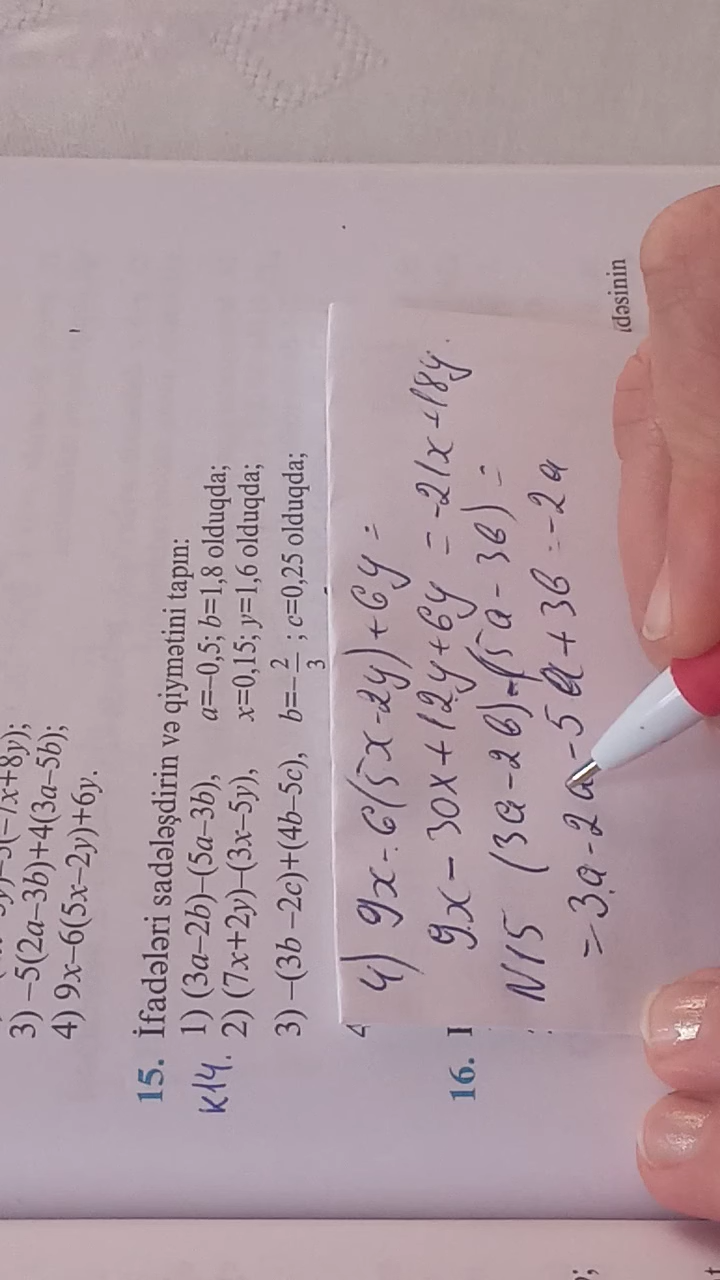 3) −5(2a−3b)+4(3a−5b);
4) 9x−6(5x−2y)+6y.
15. İfadələri sadələşdirin və qiymətini tapın:
1) (3a−2b)−(5a−3b), a=−0,5; b=1,8 olduqda;
K14. 2) (7x+2y)−(3x−5y), x=0,15; y=1,6 olduqda;
3) −(3b−2c)+(4b−5c), b=−2/3; c=0,25 olduqda;
4) 9x-6(5x-2y)+6y=
9x-30x+12y+6y=-21x+18y.
16.
N15 (3a-2b)-(5a-3b)=
=3a-2a-5a+3b=-2a
dəsinin